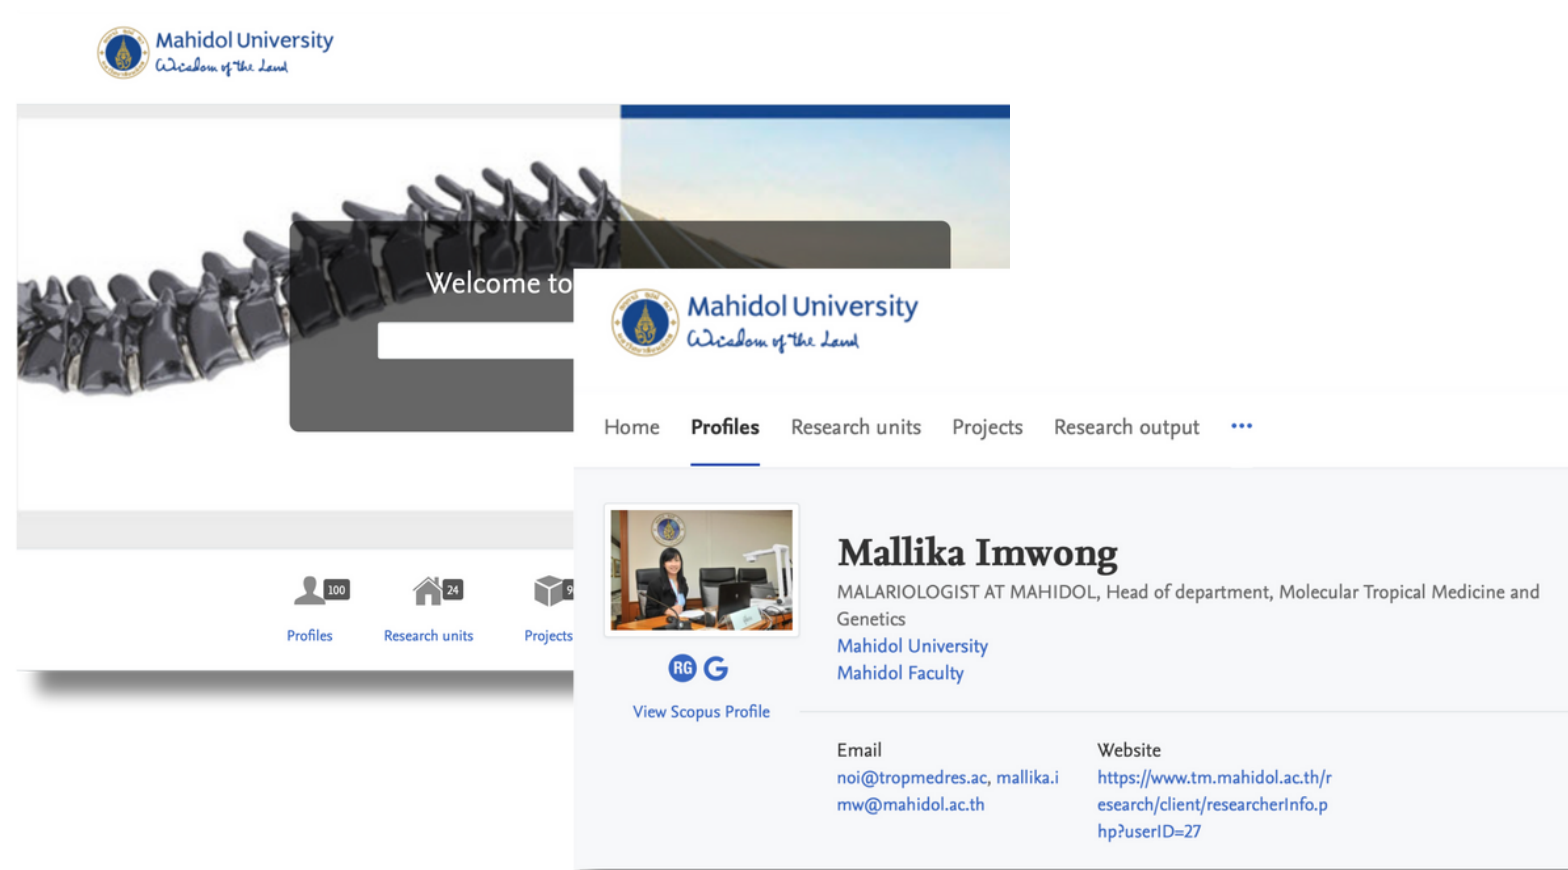 Mahidol University
Wisdom of the Land
Welcome to
100
24
9
Profiles
Research units
Projects
Mahidol University
Wisdom of the Land
Home
Profiles
Research units
Projects
Research output
Mallika Imwong
MALARIOLOGIST AT MAHIDOL, Head of department, Molecular Tropical Medicine and
Genetics
Mahidol University
Mahidol Faculty
RG
G
View Scopus Profile
Email
noi@tropmedres.ac, mallika.i
mw@mahidol.ac.th
Website
https://www.tm.mahidol.ac.th/r
esearch/client/researcherInfo.p
hp?userID=27